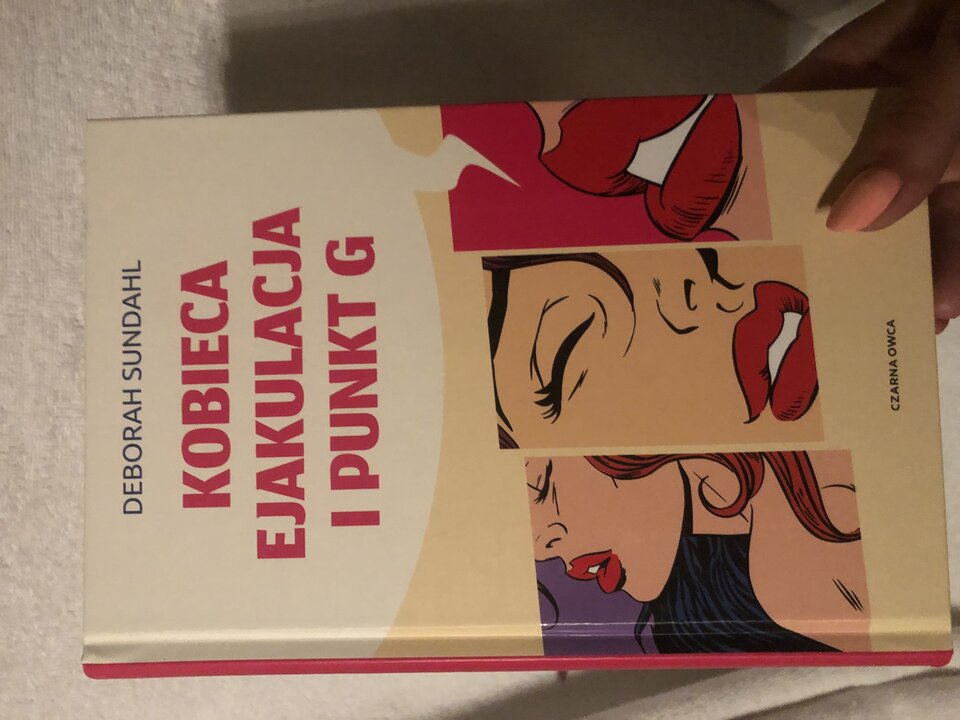 DEBORAH SUNDAHL
KOBIECA
EJAKULACJA
I PUNKT G
CZARNA OWCA